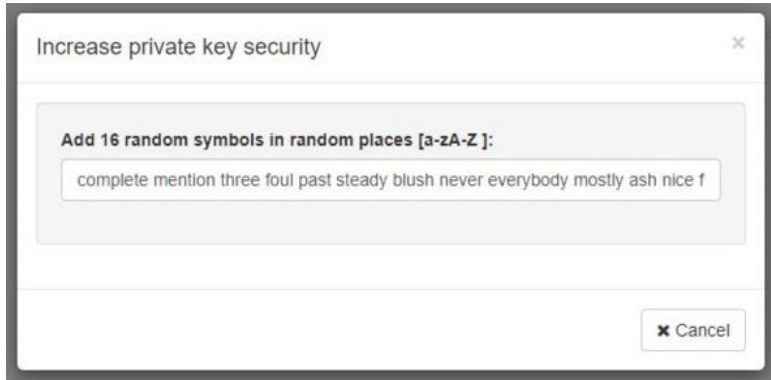 Increase private key security ×
Add 16 random symbols in random places [a-zA-Z ]:
complete mention three foul past steady blush never everybody mostly ash nice f
✖ Cancel